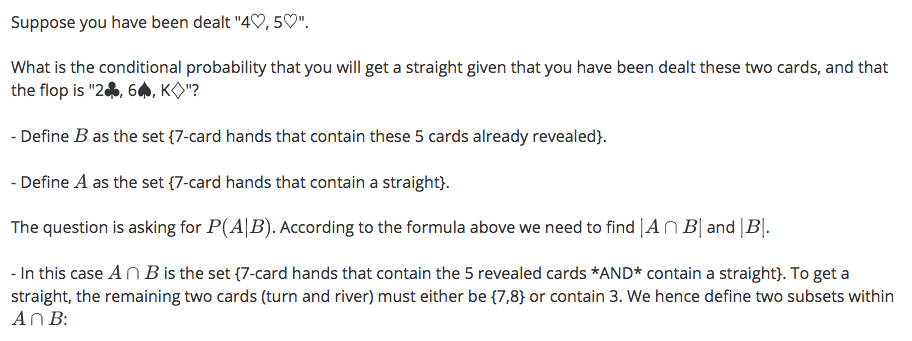 Suppose you have been dealt "4♡, 5♡".
What is the conditional probability that you will get a straight given that you have been dealt these two cards, and that
the flop is "2♣, 6♠, K♢"?
- Define B as the set {7-card hands that contain these 5 cards already revealed}.
- Define A as the set {7-card hands that contain a straight}.
The question is asking for P(A|B). According to the formula above we need to find |A ∩ B| and |B|.
- In this case A ∩ B is the set {7-card hands that contain the 5 revealed cards *AND* contain a straight}. To get a
straight, the remaining two cards (turn and river) must either be {7,8} or contain 3. We hence define two subsets within
A ∩ B: